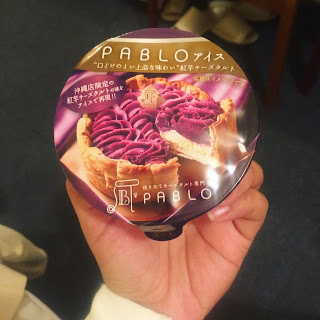 PABLOアイス
"口どけのよい上品な味わい"紅芋チーズタルト
沖縄店限定の
紅芋チーズタルトの味を
アイスで再現!!
焼きたてチーズタルト専門店
PABLO